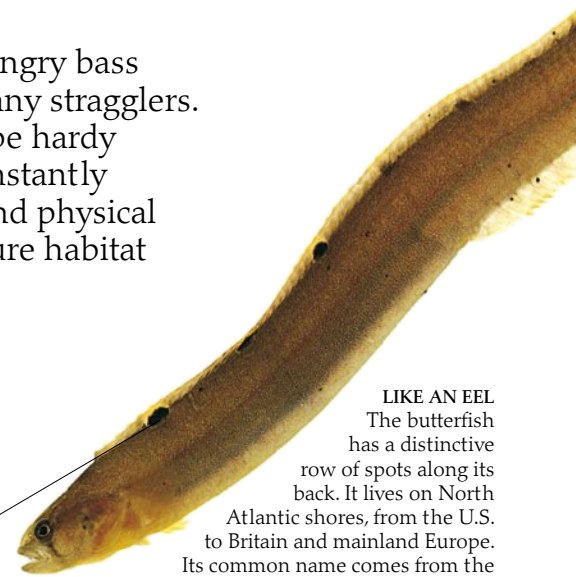 ngry bass
any stragglers.
be hardy
nstantly
nd physical
ure habitat
LIKE AN EEL
The butterfish
has a distinctive
row of spots along its
back. It lives on North
Atlantic shores, from the U.S.
to Britain and mainland Europe.
Its common name comes from the